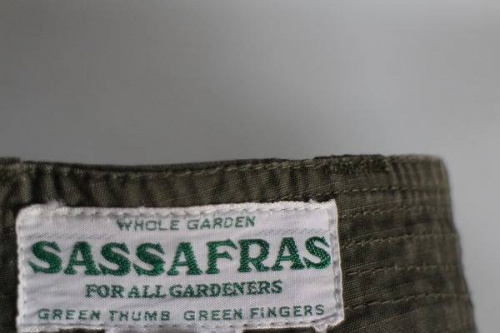 WHOLE GARDEN
SASSAFRAS
FOR ALL GARDENERS
GREEN THUMB GREEN FINGERS